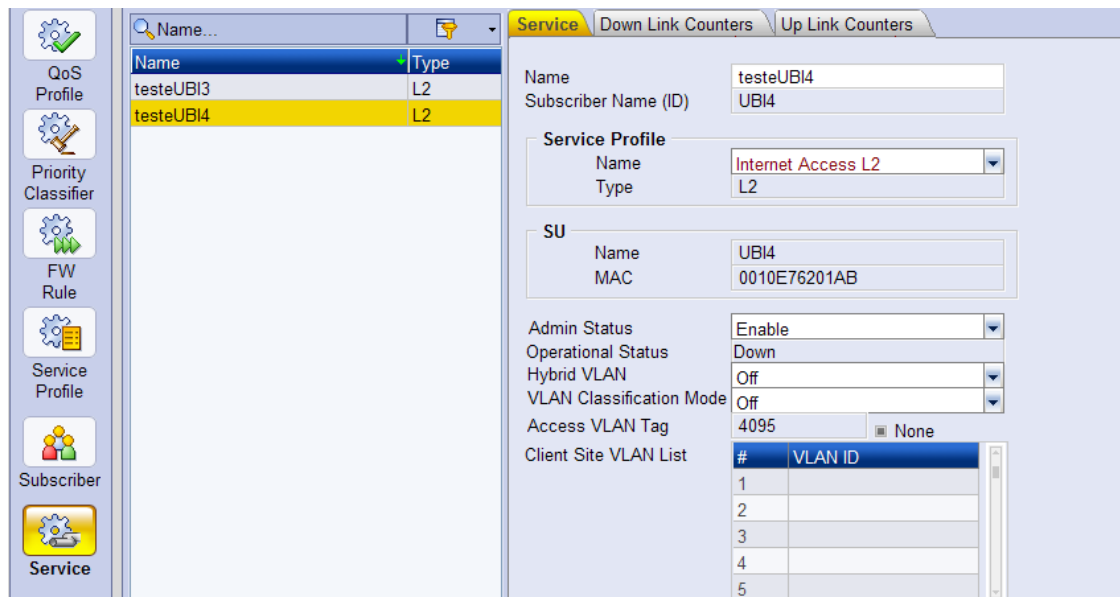 QoS
Profile
Priority
Classifier
FW
Rule
Service
Profile
Subscriber
Service
Name...
Name Type
testeUBI3 L2
testeUBI4 L2
Service Down Link Counters Up Link Counters
Name testeUBI4
Subscriber Name (ID) UBI4
Service Profile
Name Internet Access L2
Type L2
SU
Name UBI4
MAC 0010E76201AB
Admin Status Enable
Operational Status Down
Hybrid VLAN Off
VLAN Classification Mode Off
Access VLAN Tag 4095 None
Client Site VLAN List # VLAN ID
1
2
3
4
5